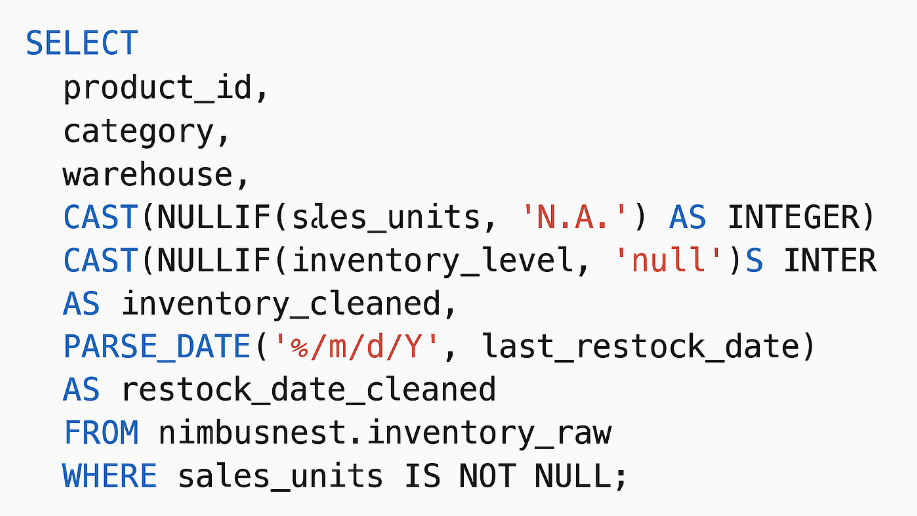 SELECT
product_id,
category,
warehouse,
CAST(NULLIF(sales_units, 'N.A.') AS INTEGER)
CAST(NULLIF(inventory_level, 'null')S INTER
AS inventory_cleaned,
PARSE_DATE('%/m/d/Y', last_restock_date)
AS restock_date_cleaned
FROM nimbusnest.inventory_raw
WHERE sales_units IS NOT NULL;